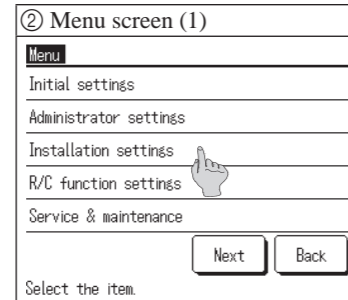 ② Menu screen (1)
Menu
Initial settings
Administrator settings
Installation settings
R/C function settings
Service & maintenance
Next Back
Select the item.